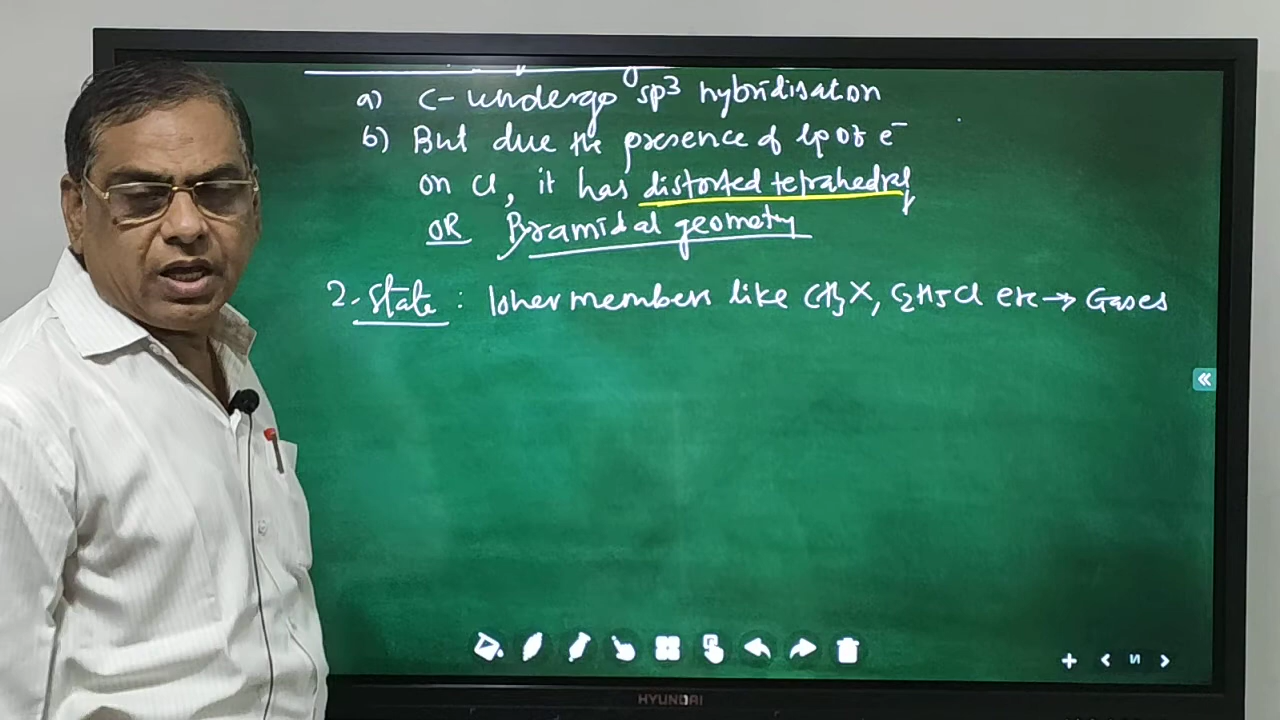 a) C- undergo sp³ hybridisation
b) But due the presence of lp of e⁻
on Cl, it has distorted tetrahedral
OR Pyramidal geometry
2. State : lower members like CH₃X, C₂H₅Cl etc → Gases
HYUNDAI